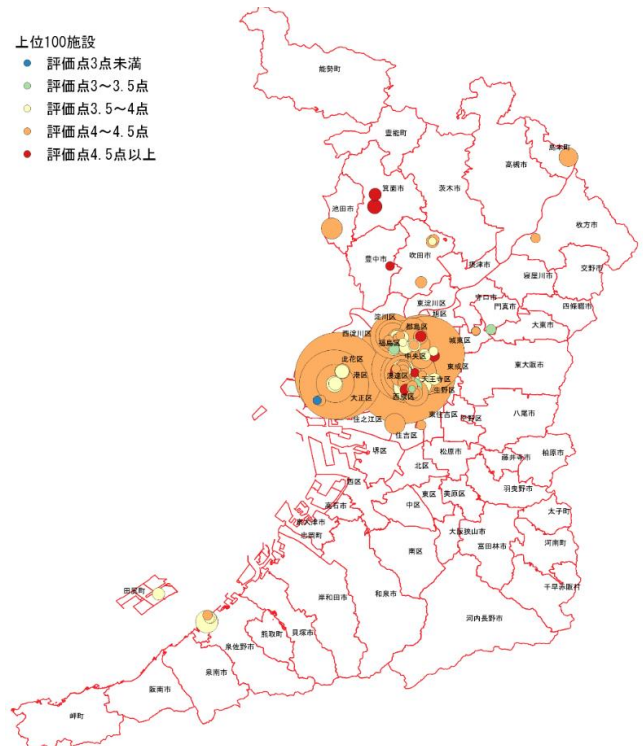 上位100施設
評価点3点未満
評価点3～3.5点
評価点3.5～4点
評価点4～4.5点
評価点4.5点以上
能勢町
豊能町
島本町
高槻市
茨木市
箕面市
池田市
枚方市
吹田市
豊中市
摂津市
交野市
寝屋川市
東淀川区
守口市
門真市
旭区
四條畷市
淀川区
大東市
都島区
西淀川区
城東区
福島区
此花区
中央区
東成区
東大阪市
港区
浪速区
天王寺区
生野区
大正区
西成区
東住吉区
平野区
八尾市
住之江区
住吉区
堺区
松原市
藤井寺市
柏原市
北区
西区
羽曳野市
東区
美原区
高石市
中区
太子町
泉大津市
忠岡町
大阪狭山市
富田林市
河南町
南区
千早赤阪村
田尻町
岸和田市
和泉市
河内長野市
熊取町
貝塚市
泉佐野市
泉南市
阪南市
岬町